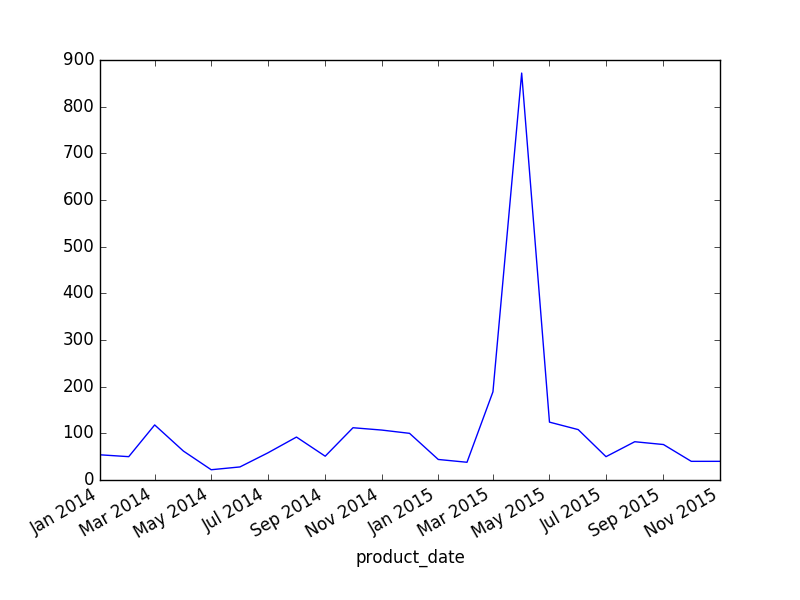 900
800
700
600
500
400
300
200
100
0
Jan 2014
Mar 2014
May 2014
Jul 2014
Sep 2014
Nov 2014
Jan 2015
Mar 2015
May 2015
Jul 2015
Sep 2015
Nov 2015
product_date